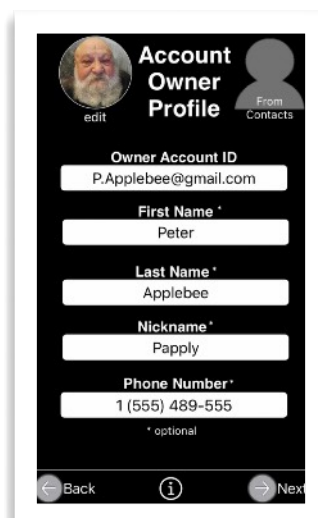 Account
Owner
Profile
edit
From
Contacts
Owner Account ID
P.Applebee@gmail.com
First Name *
Peter
Last Name *
Applebee
Nickname *
Papply
Phone Number *
1 (555) 489-555
* optional
Back
Next